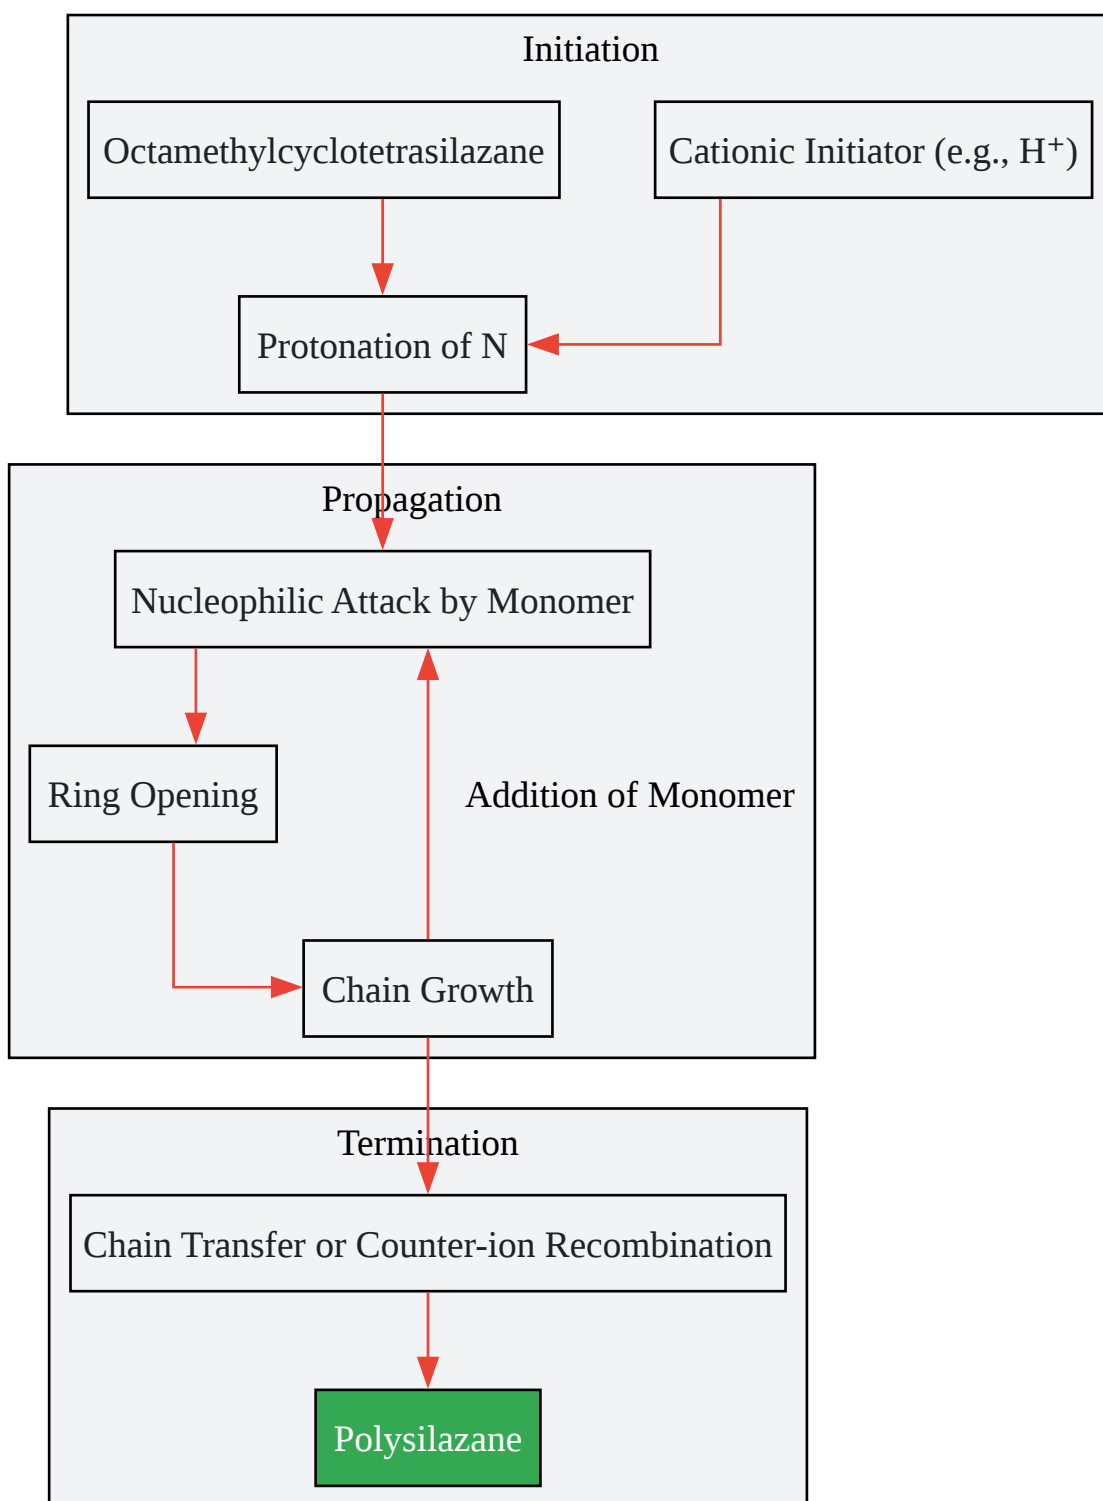 Initiation
Octamethylcyclotetrasilazane
Cationic Initiator (e.g., H⁺)
Protonation of N
Propagation
Nucleophilic Attack by Monomer
Ring Opening
Addition of Monomer
Chain Growth
Termination
Chain Transfer or Counter-ion Recombination
Polysilazane